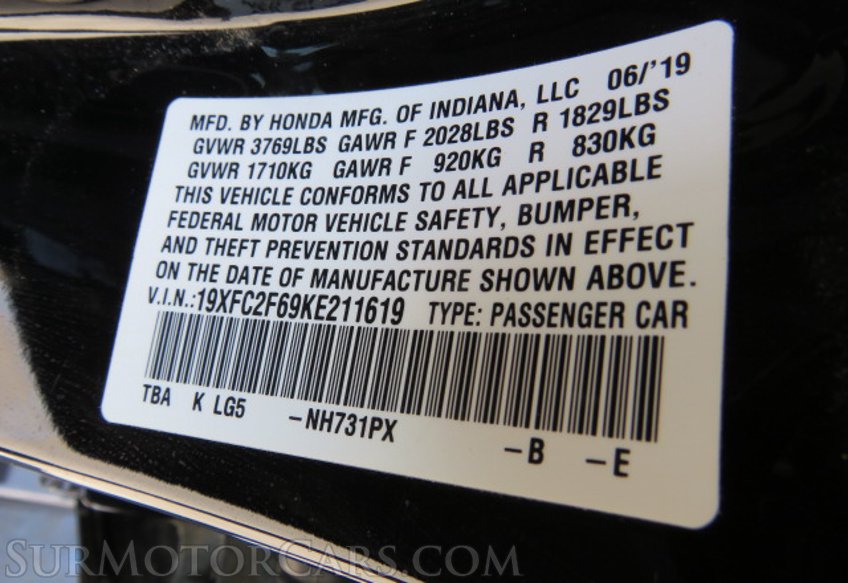 MFD. BY HONDA MFG. OF INDIANA, LLC 06/'19
GVWR 3769LBS GAWR F 2028LBS R 1829LBS
GVWR 1710KG GAWR F 920KG R 830KG
THIS VEHICLE CONFORMS TO ALL APPLICABLE
FEDERAL MOTOR VEHICLE SAFETY, BUMPER,
AND THEFT PREVENTION STANDARDS IN EFFECT
ON THE DATE OF MANUFACTURE SHOWN ABOVE.
V.I.N.:19XFC2F69KE211619 TYPE: PASSENGER CAR
TBA K LG5 –NH731PX –B –E
SURMOTORCARS.COM